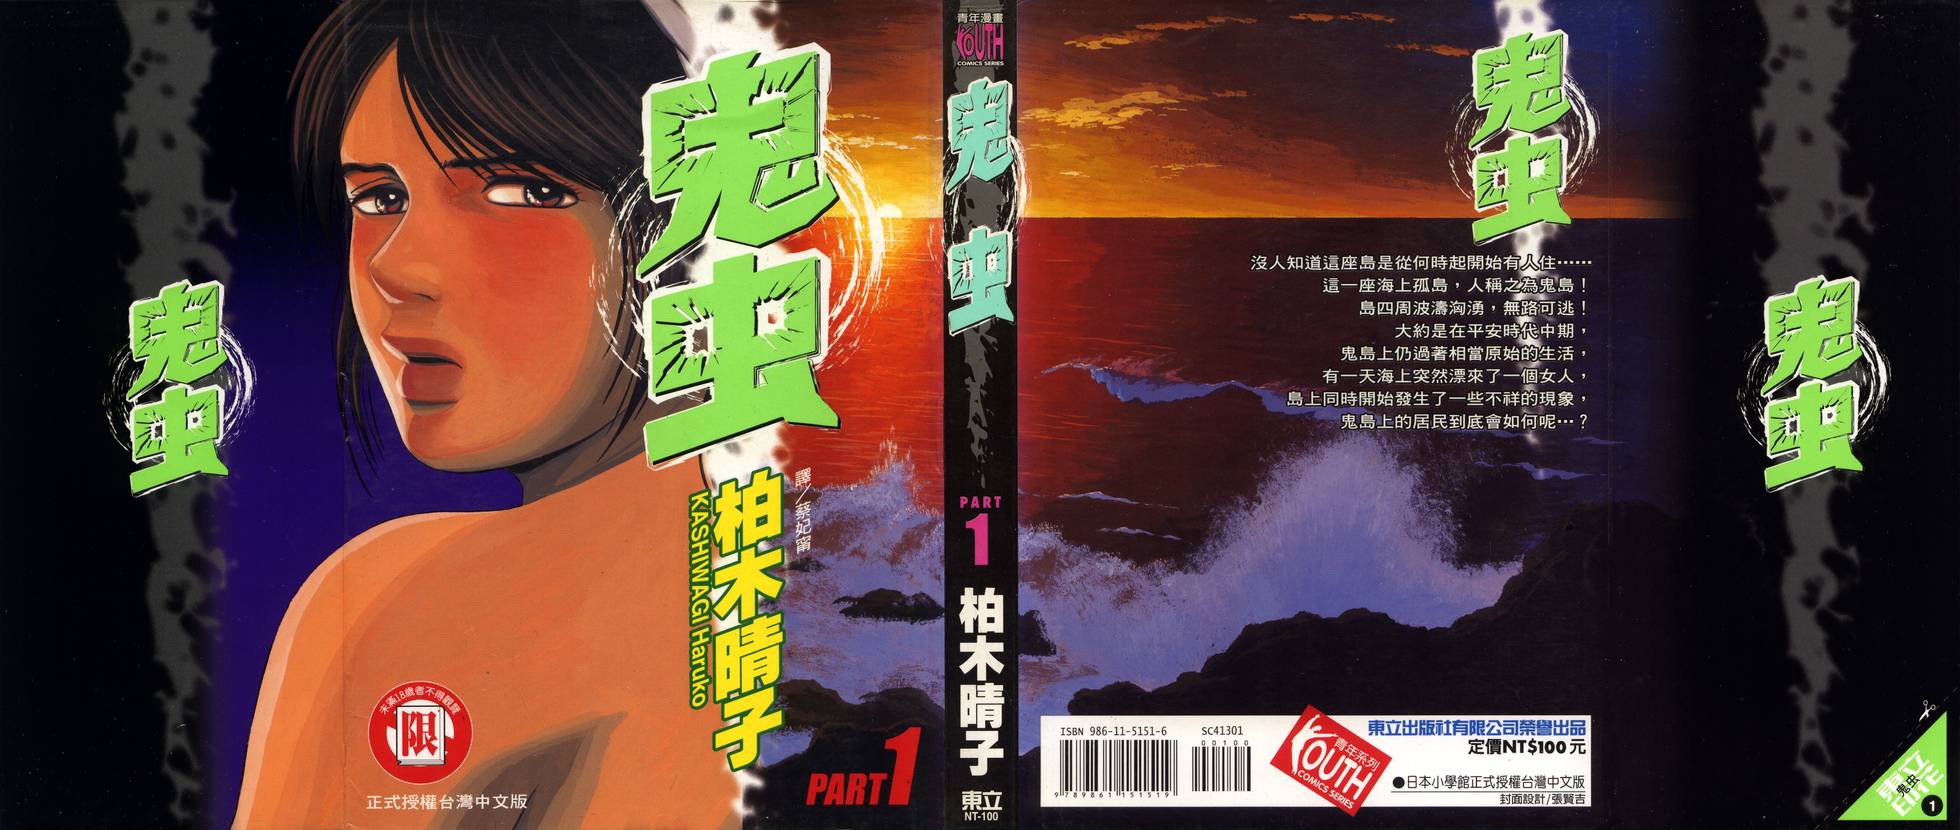 鬼虫
鬼虫
柏木晴子
KASHIWAGI Haruko
譯/蔡妃甯
未滿18歲者不得觀覽
限
正式授權台灣中文版
PART1
青年漫畫
YOUTH
COMICS SERIES
鬼虫
PART
1
柏木晴子
東立
NT-100
鬼虫
沒人知道這座島是從何時起開始有人住⋯⋯
這一座海上孤島，人稱之為鬼島！
島四周波濤洶湧，無路可逃！
大約是在平安時代中期，
鬼島上仍過著相當原始的生活，
有一天海上突然漂來了一個女人，
島上同時開始發生了一些不祥的現象，
鬼島上的居民到底會如何呢⋯？
ISBN 986-11-5151-6
SC41301
00100
9789861151519
青年系列
YOUTH
COMICS SERIES
東立出版社有限公司榮譽出品
定價NT$100元
●日本小學館正式授權台灣中文版
封面設計/張賢吉
鬼虫
東立
鬼虫
1